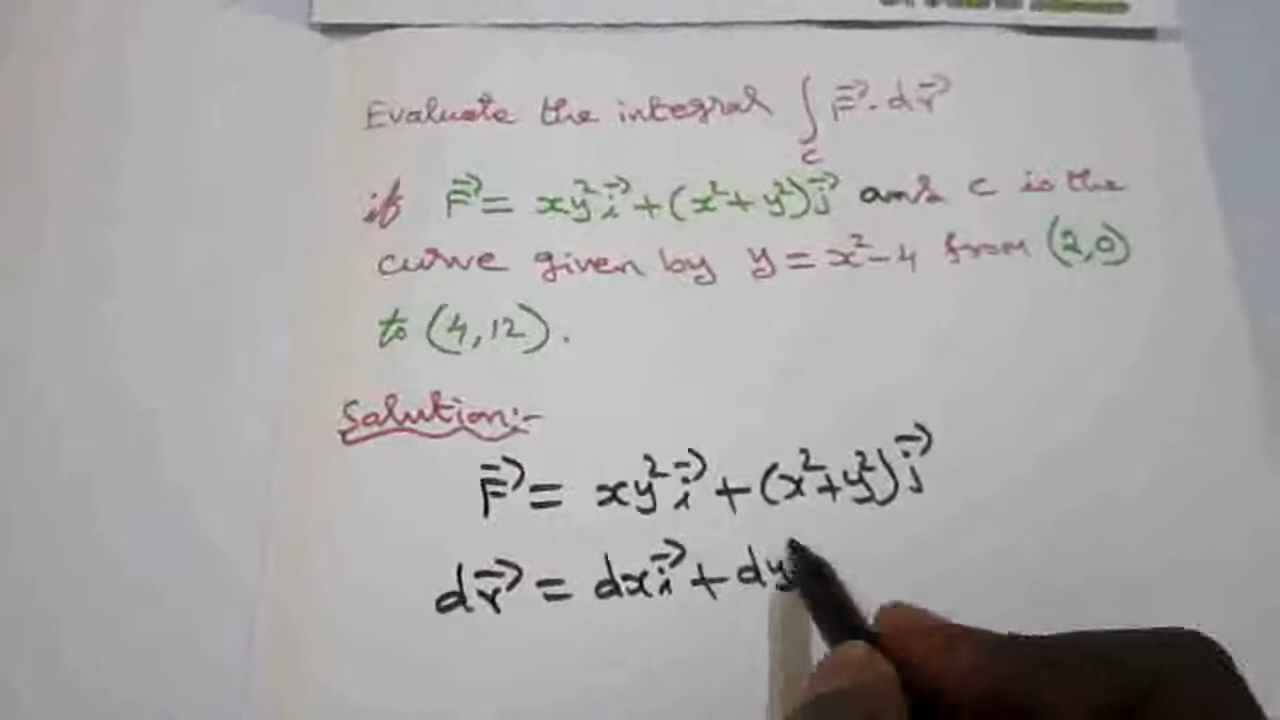 Evaluate the integral ∫_C F⃗ · dr⃗
if F⃗ = xy² i⃗ + (x² + y²) j⃗ and C is the
curve given by y = x² − 4 from (2,0)
to (4,12).
Solution:-
F⃗ = xy² i⃗ + (x² + y²) j⃗
dr⃗ = dx i⃗ + dy